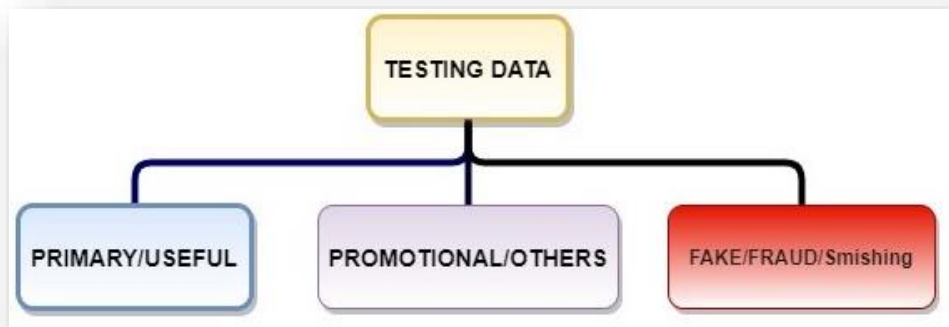 TESTING DATA
PRIMARY/USEFUL
PROMOTIONAL/OTHERS
FAKE/FRAUD/Smishing